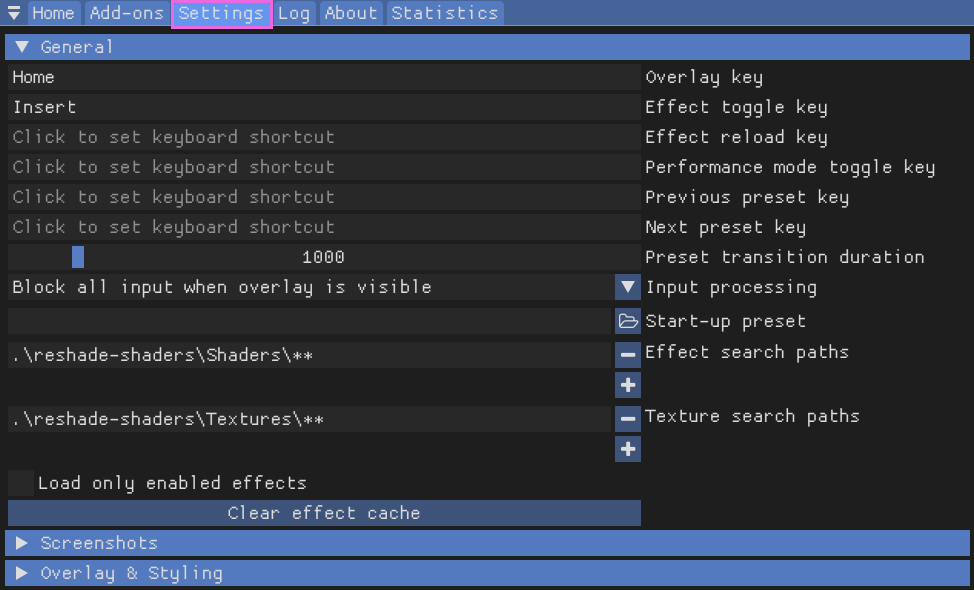 Home Add-ons Settings Log About Statistics
General
Home Overlay key
Insert Effect toggle key
Click to set keyboard shortcut Effect reload key
Click to set keyboard shortcut Performance mode toggle key
Click to set keyboard shortcut Previous preset key
Click to set keyboard shortcut Next preset key
1000 Preset transition duration
Block all input when overlay is visible Input processing
Start-up preset
.\reshade-shaders\Shaders\** Effect search paths
.\reshade-shaders\Textures\** Texture search paths
Load only enabled effects
Clear effect cache
Screenshots
Overlay & Styling